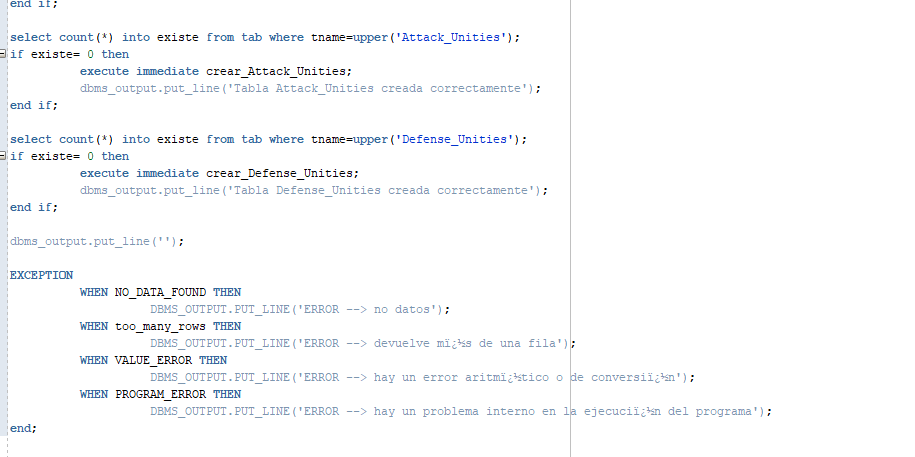 end if;
select count(*) into existe from tab where tname=upper('Attack_Unities');
if existe= 0 then
execute immediate crear_Attack_Unities;
dbms_output.put_line('Tabla Attack_Unities creada correctamente');
end if;
select count(*) into existe from tab where tname=upper('Defense_Unities');
if existe= 0 then
execute immediate crear_Defense_Unities;
dbms_output.put_line('Tabla Defense_Unities creada correctamente');
end if;
dbms_output.put_line('');
EXCEPTION
WHEN NO_DATA_FOUND THEN
DBMS_OUTPUT.PUT_LINE('ERROR --> no datos');
WHEN too_many_rows THEN
DBMS_OUTPUT.PUT_LINE('ERROR --> devuelve mï¿½s de una fila');
WHEN VALUE_ERROR THEN
DBMS_OUTPUT.PUT_LINE('ERROR --> hay un error aritmï¿½tico o de conversiï¿½n');
WHEN PROGRAM_ERROR THEN
DBMS_OUTPUT.PUT_LINE('ERROR --> hay un problema interno en la ejecuciï¿½n del programa');
end;